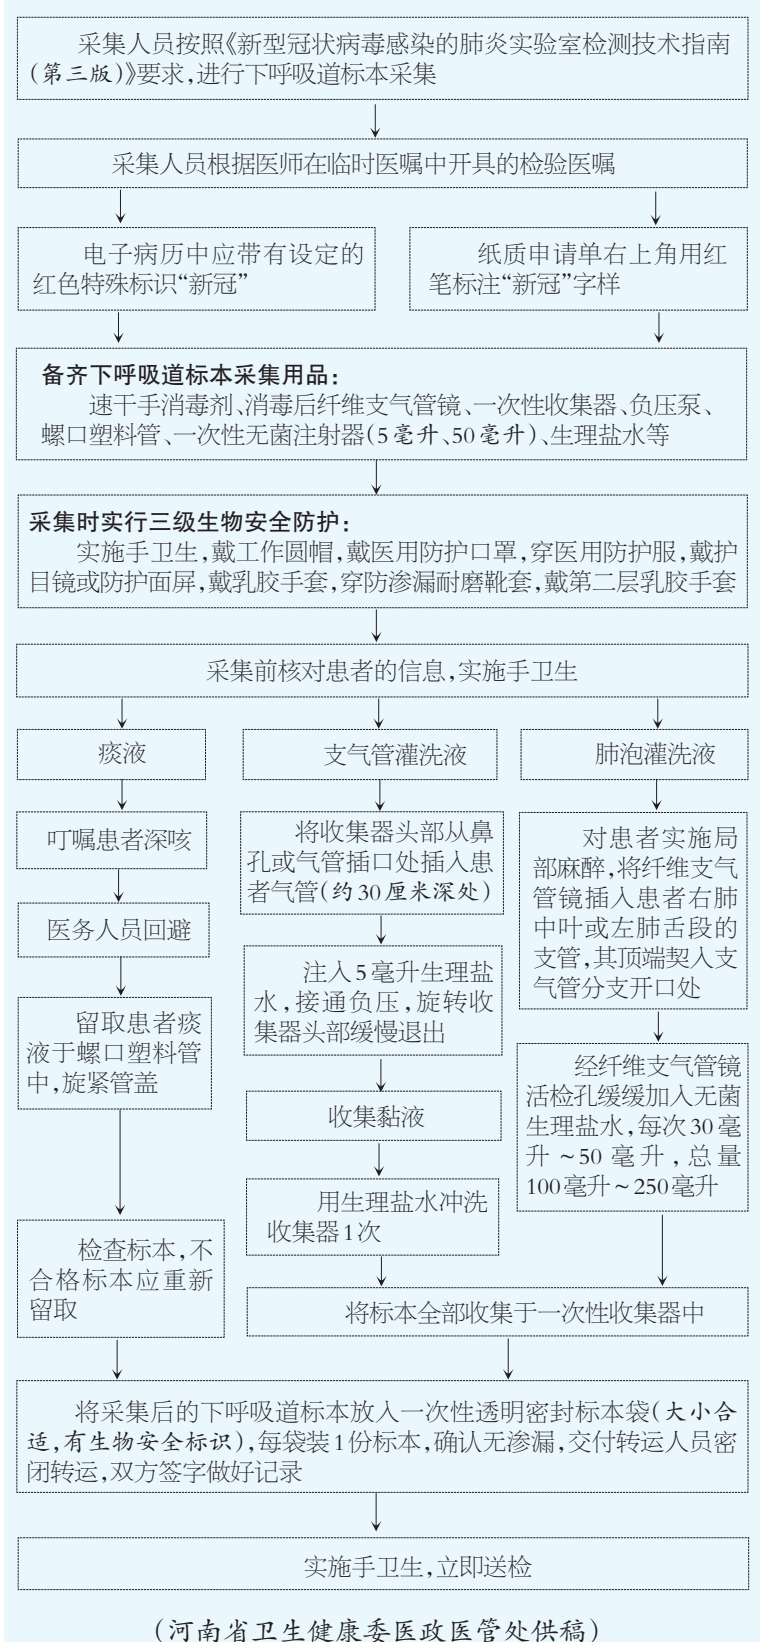 采集人员按照《新型冠状病毒感染的肺炎实验室检测技术指南
(第三版)》要求,进行下呼吸道标本采集
采集人员根据医师在临时医嘱中开具的检验医嘱
电子病历中应带有设定的
红色特殊标识“新冠”
纸质申请单右上角用红
笔标注“新冠”字样
备齐下呼吸道标本采集用品:
速干手消毒剂、消毒后纤维支气管镜、一次性收集器、负压泵、
螺口塑料管、一次性无菌注射器(5毫升、50毫升)、生理盐水等
采集时实行三级生物安全防护:
实施手卫生,戴工作圆帽,戴医用防护口罩,穿医用防护服,戴护
目镜或防护面屏,戴乳胶手套,穿防渗漏耐磨靴套,戴第二层乳胶手套
采集前核对患者的信息,实施手卫生
痰液
叮嘱患者深咳
医务人员回避
留取患者痰
液于螺口塑料管
中,旋紧管盖
检查标本,不
合格标本应重新
留取
支气管灌洗液
将收集器头部从鼻
孔或气管插口处插入患
者气管(约30厘米深处)
注入5毫升生理盐
水,接通负压,旋转收
集器头部缓慢退出
收集黏液
用生理盐水冲洗
收集器1次
肺泡灌洗液
对患者实施局
部麻醉,将纤维支气
管镜插入患者右肺
中叶或左肺舌段的
支管,其顶端契入支
气管分支开口处
经纤维支气管镜
活检孔缓缓加入无菌
生理盐水,每次30毫
升~50毫升,总量
100毫升~250毫升
将标本全部收集于一次性收集器中
将采集后的下呼吸道标本放入一次性透明密封标本袋(大小合
适,有生物安全标识),每袋装1份标本,确认无渗漏,交付转运人员密
闭转运,双方签字做好记录
实施手卫生,立即送检
(河南省卫生健康委医政医管处供稿)